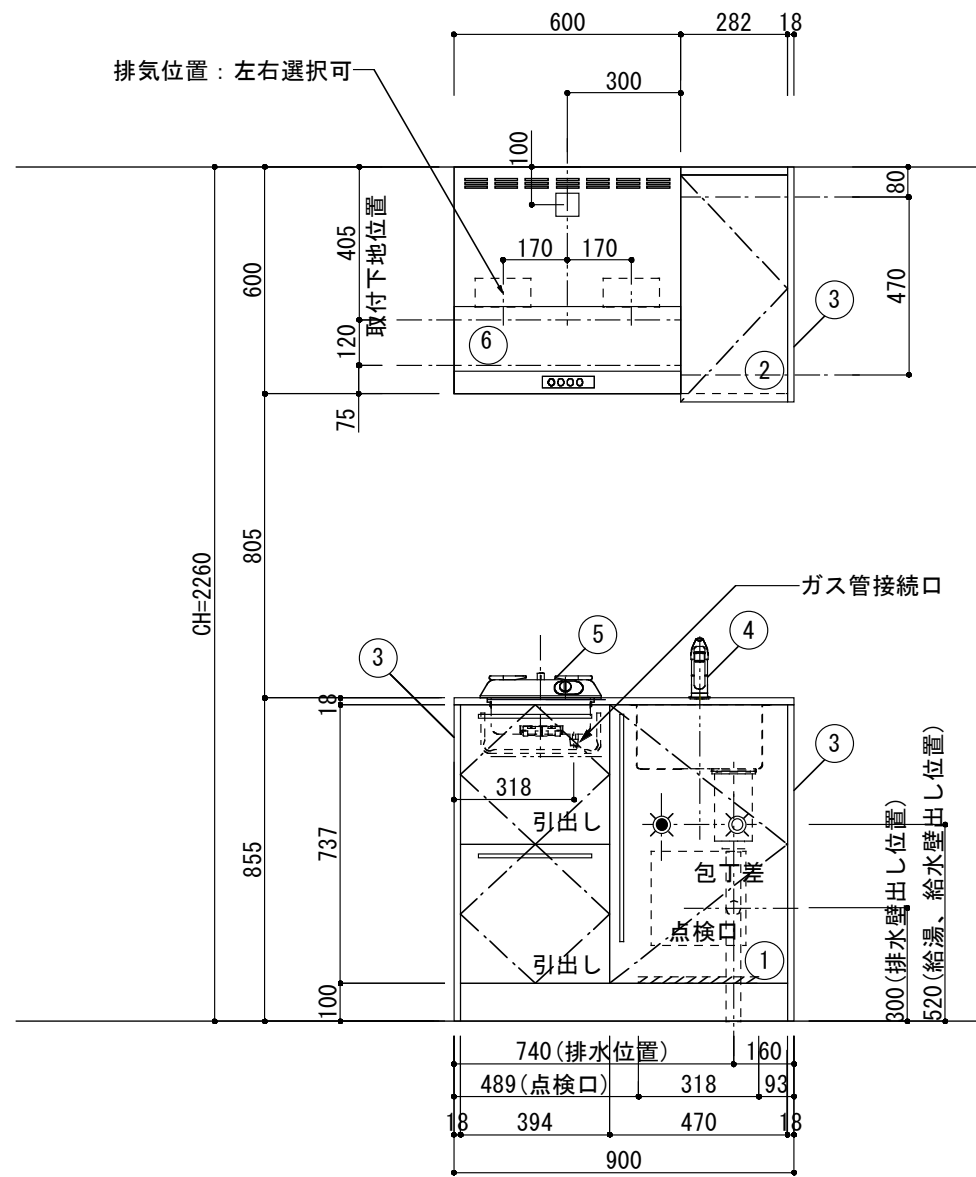 600
282
18
排気位置：左右選択可
300
100
80
405
取付下地位置
600
170
170
470
3
120
6
2
75
CH=2260
805
ガス管接続口
5
4
3
18
3
318
引出し
737
855
包丁差
点検口
1
引出し
100
300(排水壁出し位置)
520(給湯、給水壁出し位置)
740(排水位置)
160
489(点検口)
318
93
18
394
470
18
900